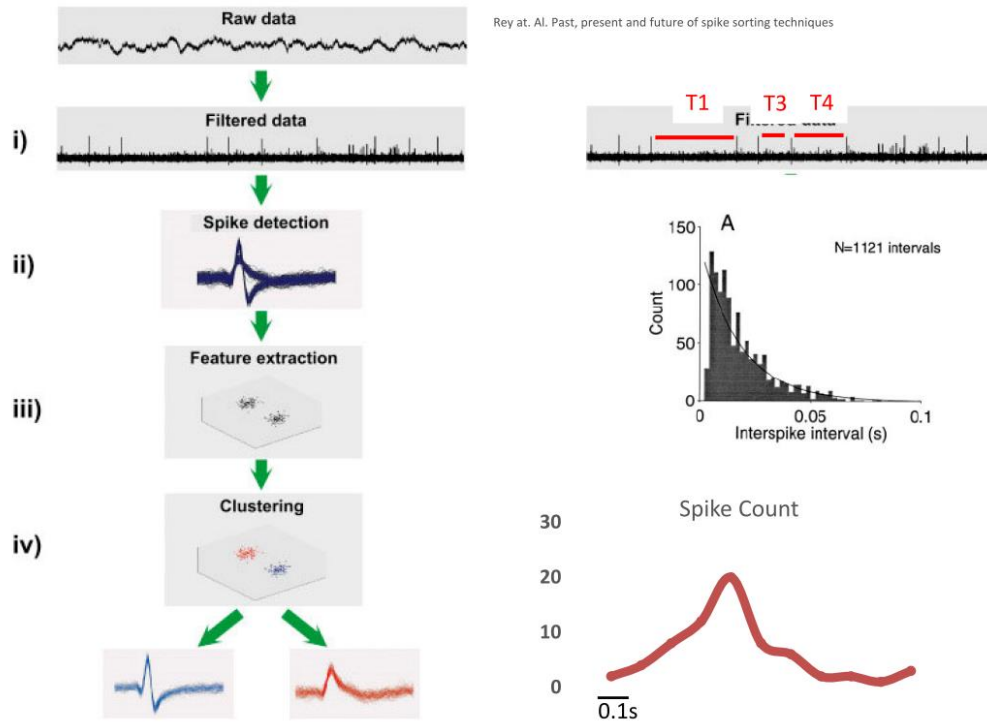 Raw data
i)
Filtered data
Spike detection
ii)
Feature extraction
iii)
Clustering
iv)
Rey at. Al. Past, present and future of spike sorting techniques
T1 T3 T4
Filtered data
A
N=1121 intervals
150
100
50
0
Count
0 0.05 0.1
Interspike interval (s)
Spike Count
30
20
10
0
0.1s